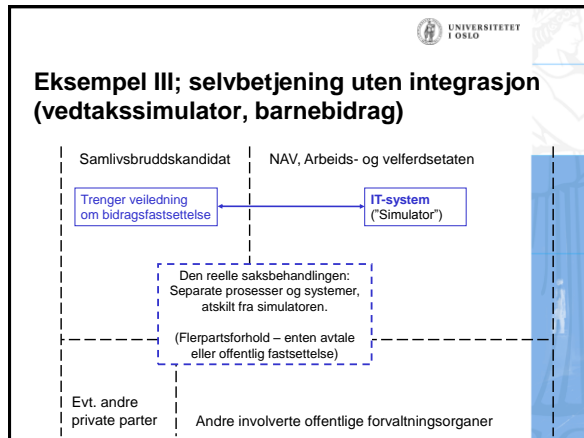 UNIVERSITETET
I OSLO
Eksempel III; selvbetjening uten integrasjon
(vedtakssimulator, barnebidrag)
Samlivsbruddskandidat
NAV, Arbeids- og velferdsetaten
Trenger veiledning
om bidragsfastsettelse
IT-system
("Simulator")
Den reelle saksbehandlingen:
Separate prosesser og systemer,
atskilt fra simulatoren.
(Flerpartsforhold – enten avtale
eller offentlig fastsettelse)
Evt. andre
private parter
Andre involverte offentlige forvaltningsorganer